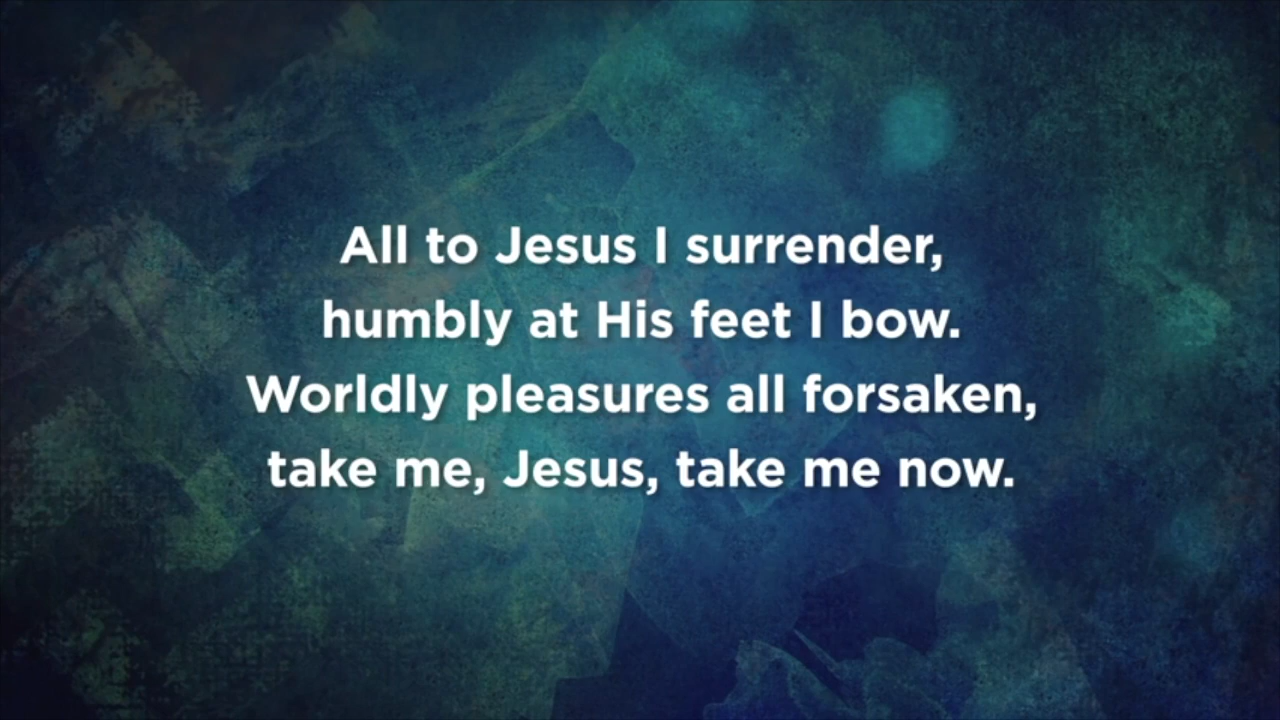 All to Jesus I surrender,
humbly at His feet I bow.
Worldly pleasures all forsaken,
take me, Jesus, take me now.